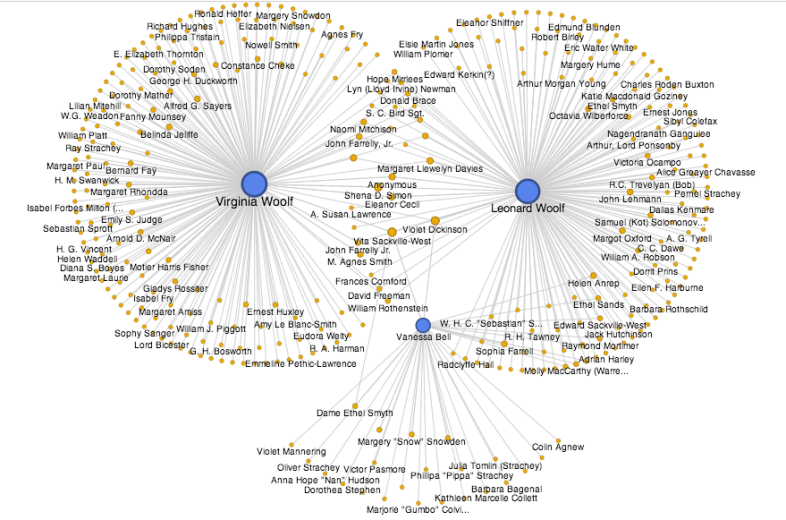 Ronald Heffer
Margery Snowdon
Richard Hughes
Elizabeth Nielsen
Philippa Tristain
Agnes Fry
Nowell Smith
E. Elizabeth Thornton
Constance Cheke
Dorothy Soden
George H. Duckworth
Dorothy Mather
Lilian Mitehill
Alfred G. Sayers
W.G. Weadon
Fanny Mounsey
William Platt
Belinda Jelliffe
Ray Strachey
Margaret Paul
Bernard Fay
H. M. Swanwick
Margaret Rhondda
Virginia Woolf
Isabel Forbes Milton (...
Emily S. Judge
Sebastian Sprott
Arnold D. McNair
H. G. Vincent
Helen Waddell
Diana S. Boyes
Motier Harris Fisher
Margaret Laurie
Gladys Rossiter
Isabel Fry
Margaret Amiss
Ernest Huxley
Amy Le Blanc-Smith
Sophy Sanger
William J. Piggott
Eudora Welty
Lord Bicester
G. H. Bosworth
R. A. Harman
Emmeline Pethic-Lawrence
Eleanor Shiffner
Elsie Martin Jones
William Plomer
Edward Kerkin(?)
Hope Mirrlees
Lyn (Lloyd Irvine) Newman
Donald Brace
S. C. Bird Sgt.
Naomi Mitchison
John Farrelly, Jr.
Margaret Llewelyn Davies
Anonymous
Shena D. Simon
Eleanor Cecil
A. Susan Lawrence
Violet Dickinson
Vita Sackville-West
John Farrelly Jr.
M. Agnes Smith
Frances Cornford
David Freeman
William Rothenstein
Edmund Blunden
Robert Birley
Eric Walter White
Margery Hume
Arthur Morgan Young
Charles Roden Buxton
Katie Macdonald Goziney
Ethel Smyth
Octavia Wilberforce
Ernest Jones
Sibyl Colefax
Nagendranath Gangulee
Arthur, Lord Ponsonby
Victoria Ocampo
Alice Greayer Chavasse
R.C. Trevelyan (Bob)
Pernel Strachey
John Lehmann
Leonard Woolf
Dallas Kenmare
Samuel (Kot) Solomonov...
Margot Oxford
A. G. Tyrell
C. C. Dawe
William A. Robson
Dorrit Prins
Helen Anrep
Ellen F. Harburne
Ethel Sands
Barbara Rothschild
W. H. C. "Sebastian" S...
Edward Sackville-West
Vanessa Bell
R. H. Tawney
Jack Hutchinson
Raymond Mortimer
Sophia Farrell
Adrian Harley
Radclyffe Hall
Molly MacCarthy (Warre...
Dame Ethel Smyth
Margery "Snow" Snowden
Violet Mannering
Colin Agnew
Oliver Strachey
Victor Pasmore
Julia Tomlin (Strachey)
Anna Hope "Nan" Hudson
Philipa "Pippa" Strachey
Dorothea Stephen
Barbara Bagenal
Kathleen Marcelle Collett
Marjorie "Gumbo" Colvi...